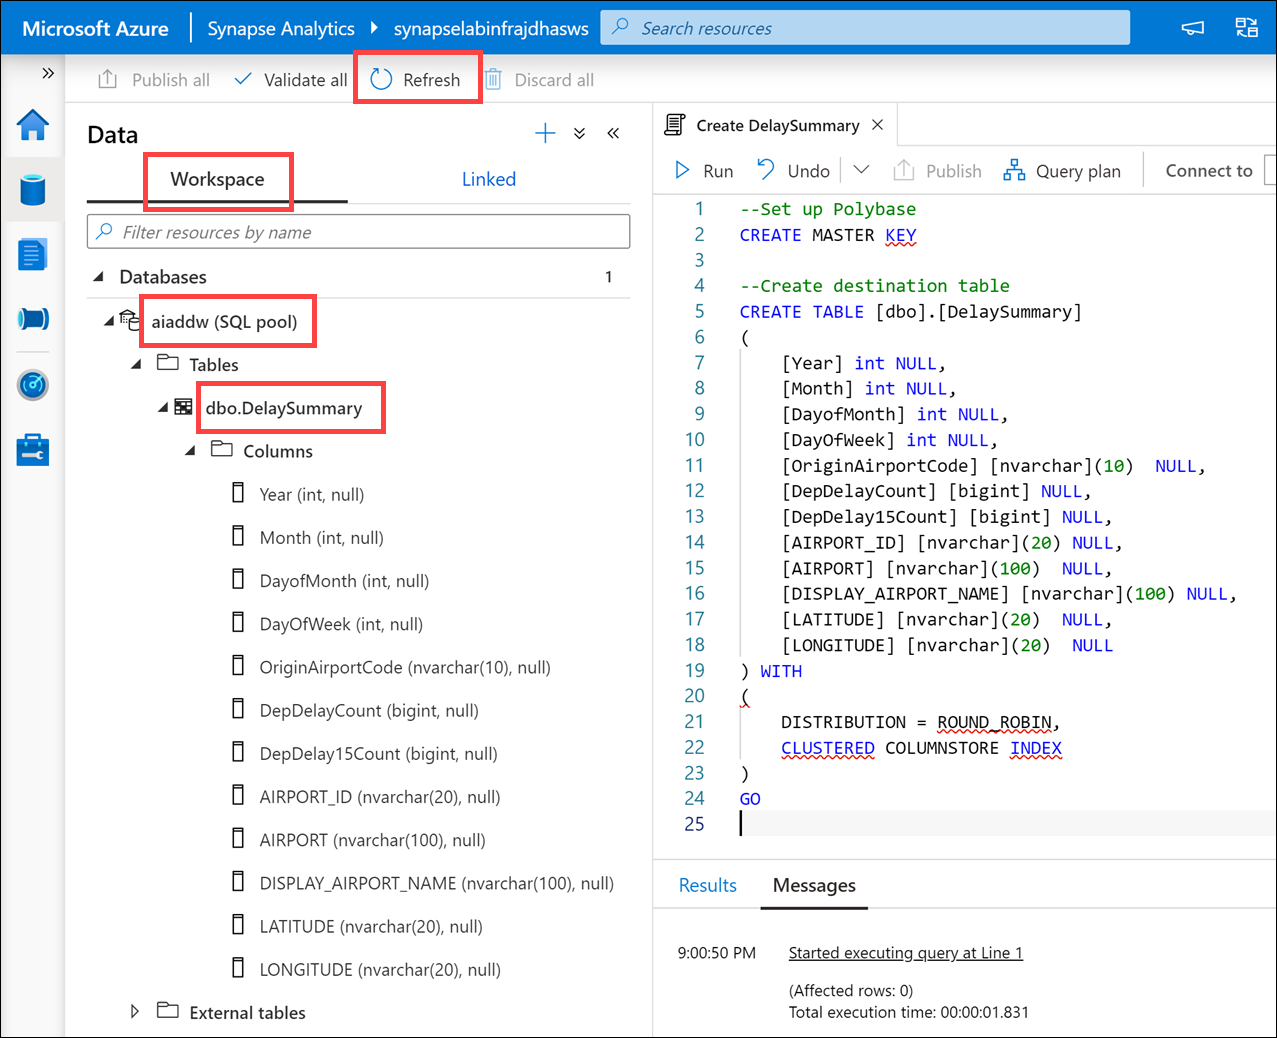 Microsoft Azure
Synapse Analytics
synapselabinfrajdhasws
Search resources
Publish all
Validate all
Refresh
Discard all
Data
Workspace
Linked
Filter resources by name
Databases
1
aiaddw (SQL pool)
Tables
dbo.DelaySummary
Columns
Year (int, null)
Month (int, null)
DayofMonth (int, null)
DayOfWeek (int, null)
OriginAirportCode (nvarchar(10), null)
DepDelayCount (bigint, null)
DepDelay15Count (bigint, null)
AIRPORT_ID (nvarchar(20), null)
AIRPORT (nvarchar(100), null)
DISPLAY_AIRPORT_NAME (nvarchar(100), null)
LATITUDE (nvarchar(20), null)
LONGITUDE (nvarchar(20), null)
External tables
Create DelaySummary
Run
Undo
Publish
Query plan
Connect to
1 --Set up Polybase
2 CREATE MASTER KEY
3
4 --Create destination table
5 CREATE TABLE [dbo].[DelaySummary]
6 (
7 [Year] int NULL,
8 [Month] int NULL,
9 [DayofMonth] int NULL,
10 [DayOfWeek] int NULL,
11 [OriginAirportCode] [nvarchar](10)  NULL,
12 [DepDelayCount] [bigint] NULL,
13 [DepDelay15Count] [bigint] NULL,
14 [AIRPORT_ID] [nvarchar](20) NULL,
15 [AIRPORT] [nvarchar](100)  NULL,
16 [DISPLAY_AIRPORT_NAME] [nvarchar](100) NULL,
17 [LATITUDE] [nvarchar](20)  NULL,
18 [LONGITUDE] [nvarchar](20)  NULL
19 ) WITH
20 (
21 DISTRIBUTION = ROUND_ROBIN,
22 CLUSTERED COLUMNSTORE INDEX
23 )
24 GO
25
Results
Messages
9:00:50 PM
Started executing query at Line 1
(Affected rows: 0)
Total execution time: 00:00:01.831